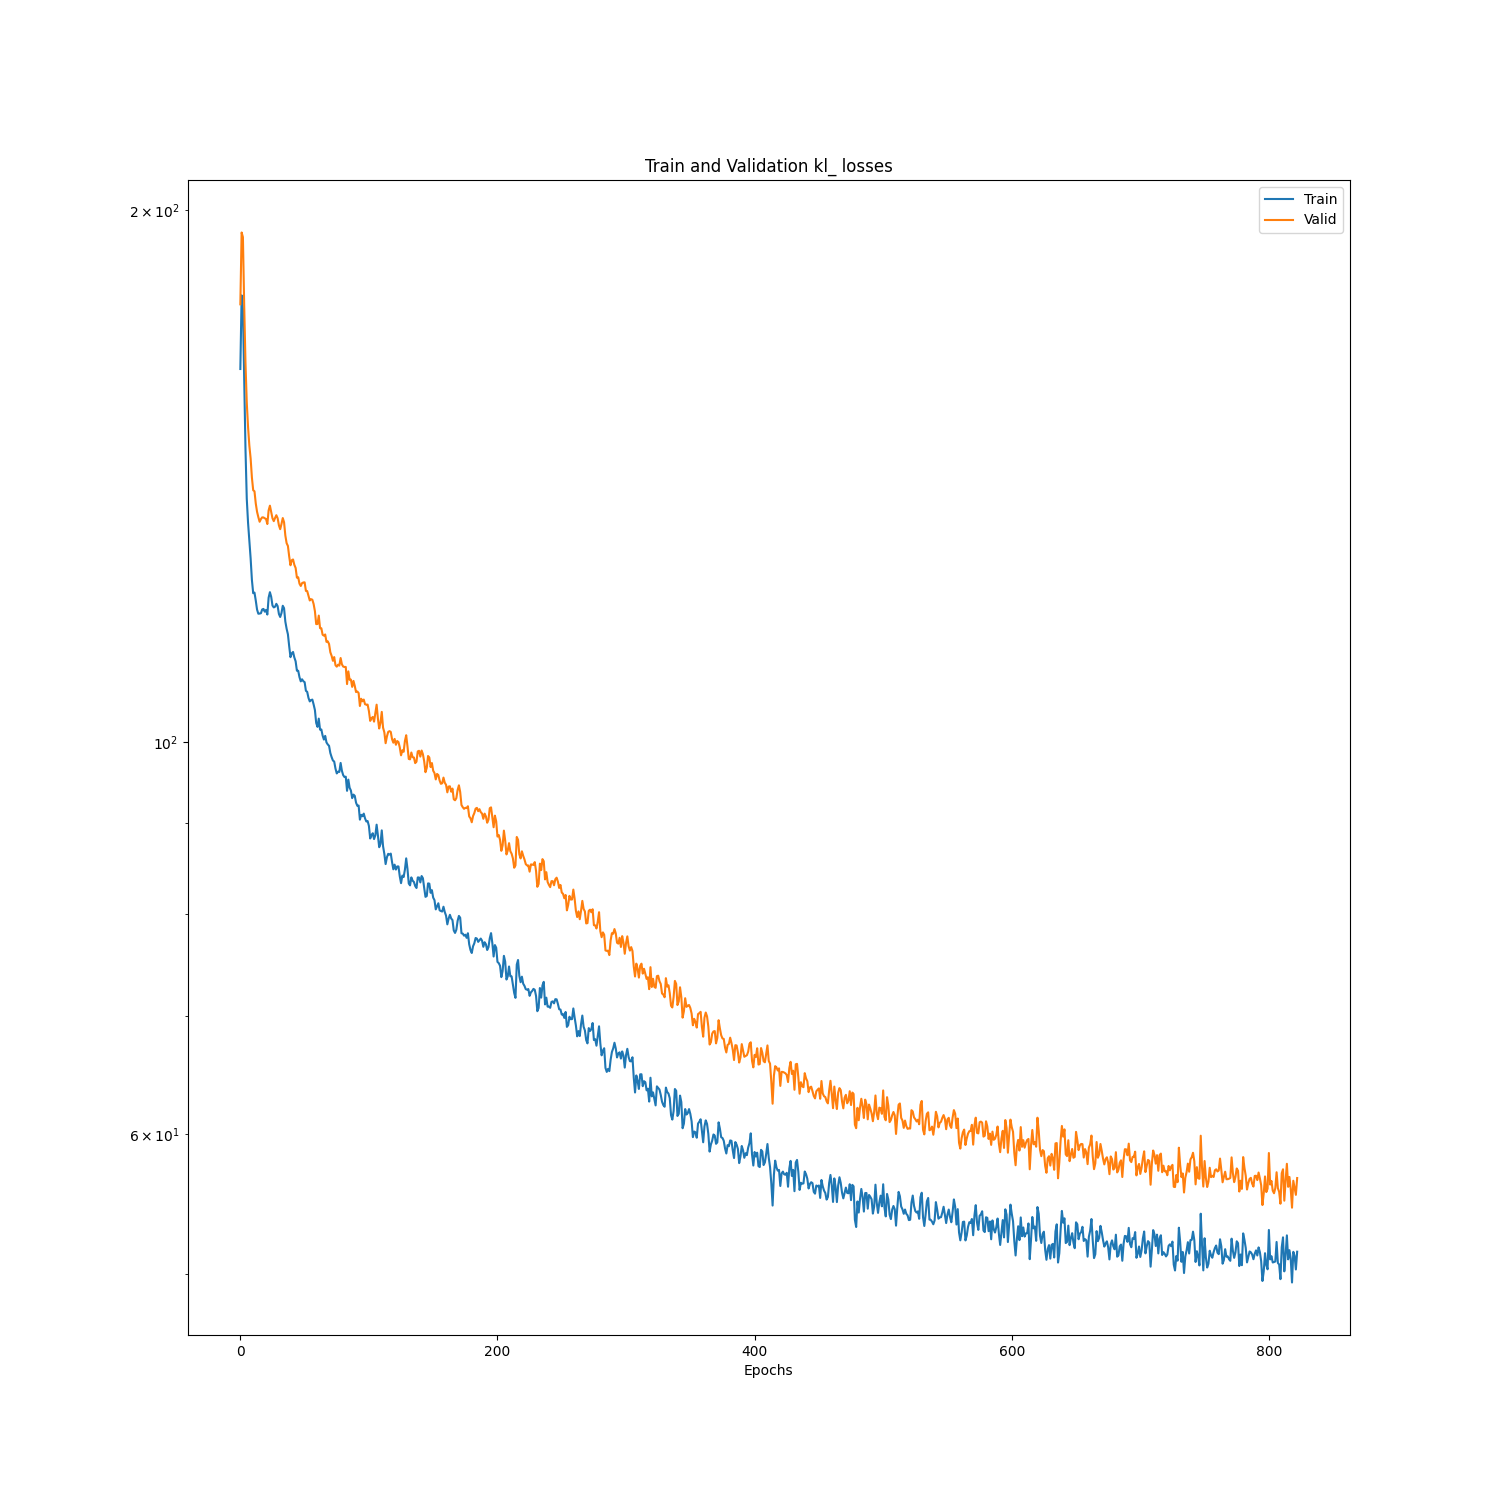 Train and Validation kl_ losses
Train
Valid
2 × 10²
10²
6 × 10¹
0 200 400 600 800
Epochs